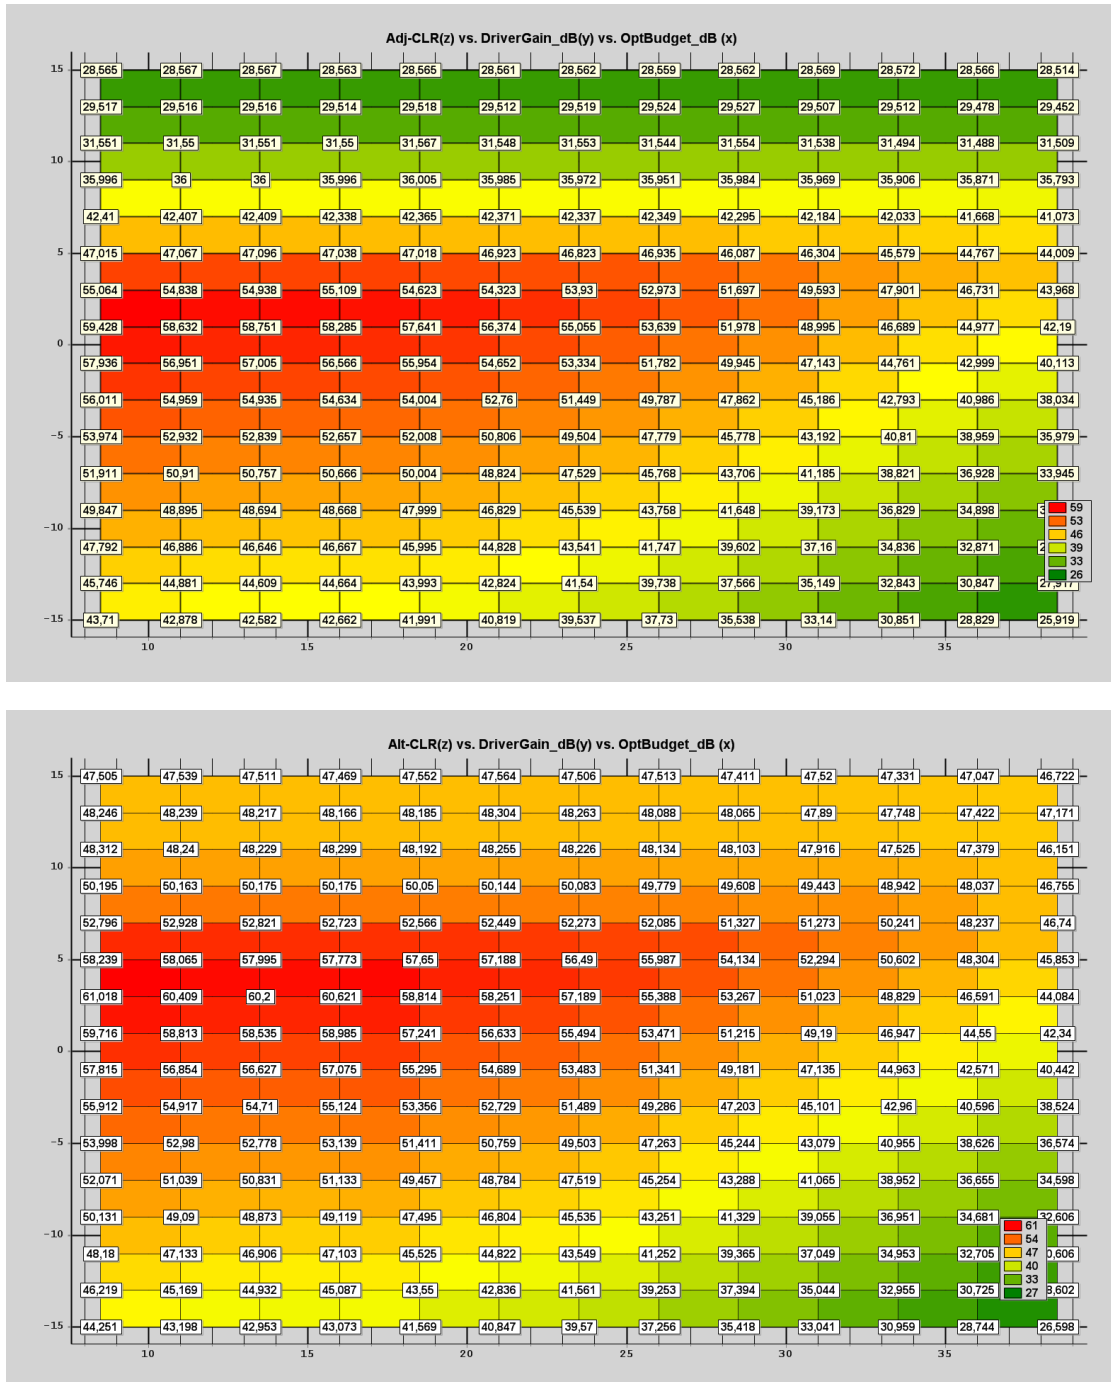 Adj-CLR(z) vs. DriverGain_dB(y) vs. OptBudget_dB (x)
15 28,565 28,567 28,567 28,563 28,565 28,561 28,562 28,559 28,562 28,569 28,572 28,566 28,514
29,517 29,516 29,516 29,514 29,518 29,512 29,519 29,524 29,527 29,507 29,512 29,478 29,452
31,551 31,55 31,551 31,55 31,567 31,548 31,553 31,544 31,554 31,538 31,494 31,488 31,509
10
35,996 36 36 35,996 36,005 35,985 35,972 35,951 35,984 35,969 35,906 35,871 35,793
42,41 42,407 42,409 42,338 42,365 42,371 42,337 42,349 42,295 42,184 42,033 41,668 41,073
5 47,015 47,067 47,096 47,038 47,018 46,923 46,823 46,935 46,087 46,304 45,579 44,767 44,009
55,064 54,838 54,938 55,109 54,623 54,323 53,93 52,973 51,697 49,593 47,901 46,731 43,968
59,428 58,632 58,751 58,285 57,641 56,374 55,055 53,639 51,978 48,995 46,689 44,977 42,19
0
57,936 56,951 57,005 56,566 55,954 54,652 53,334 51,782 49,945 47,143 44,761 42,999 40,113
56,011 54,959 54,935 54,634 54,004 52,76 51,449 49,787 47,862 45,186 42,793 40,986 38,034
−5 53,974 52,932 52,839 52,657 52,008 50,806 49,504 47,779 45,778 43,192 40,81 38,959 35,979
51,911 50,91 50,757 50,666 50,004 48,824 47,529 45,768 43,706 41,185 38,821 36,928 33,945
49,847 48,895 48,694 48,668 47,999 46,829 45,539 43,758 41,648 39,173 36,829 34,898
59
53
−10
46
47,792 46,886 46,646 46,667 45,995 44,828 43,541 41,747 39,602 37,16 34,836 32,871
39
33
26
45,746 44,881 44,609 44,664 43,993 42,824 41,54 39,738 37,566 35,149 32,843 30,847
−15 43,71 42,878 42,582 42,662 41,991 40,819 39,537 37,73 35,538 33,14 30,851 28,829 25,919
10 15 20 25 30 35
Alt-CLR(z) vs. DriverGain_dB(y) vs. OptBudget_dB (x)
15 47,505 47,539 47,511 47,469 47,552 47,564 47,506 47,513 47,411 47,52 47,331 47,047 46,722
48,246 48,239 48,217 48,166 48,185 48,304 48,263 48,088 48,065 47,89 47,748 47,422 47,171
48,312 48,24 48,229 48,299 48,192 48,255 48,226 48,134 48,103 47,916 47,525 47,379 46,151
10
50,195 50,163 50,175 50,175 50,05 50,144 50,083 49,779 49,608 49,443 48,942 48,037 46,755
52,796 52,928 52,821 52,723 52,566 52,449 52,273 52,085 51,327 51,273 50,241 48,237 46,74
5 58,239 58,065 57,995 57,773 57,65 57,188 56,49 55,987 54,134 52,294 50,602 48,304 45,853
61,018 60,409 60,2 60,621 58,814 58,251 57,189 55,388 53,267 51,023 48,829 46,591 44,084
59,716 58,813 58,535 58,985 57,241 56,633 55,494 53,471 51,215 49,19 46,947 44,55 42,34
0
57,815 56,854 56,627 57,075 55,295 54,689 53,483 51,341 49,181 47,135 44,963 42,571 40,442
55,912 54,917 54,71 55,124 53,356 52,729 51,489 49,286 47,203 45,101 42,96 40,596 38,524
−5 53,998 52,98 52,778 53,139 51,411 50,759 49,503 47,263 45,244 43,079 40,955 38,626 36,574
52,071 51,039 50,831 51,133 49,457 48,784 47,519 45,254 43,288 41,065 38,952 36,655 34,598
50,131 49,09 48,873 49,119 47,495 46,804 45,535 43,251 41,329 39,055 36,951 34,681 32,606
61
−10
54
48,18 47,133 46,906 47,103 45,525 44,822 43,549 41,252 39,365 37,049 34,953 32,705
47
40
33
46,219 45,169 44,932 45,087 43,55 42,836 41,561 39,253 37,394 35,044 32,955 30,725
27
−15 44,251 43,198 42,953 43,073 41,569 40,847 39,57 37,256 35,418 33,041 30,959 28,744 26,598
10 15 20 25 30 35